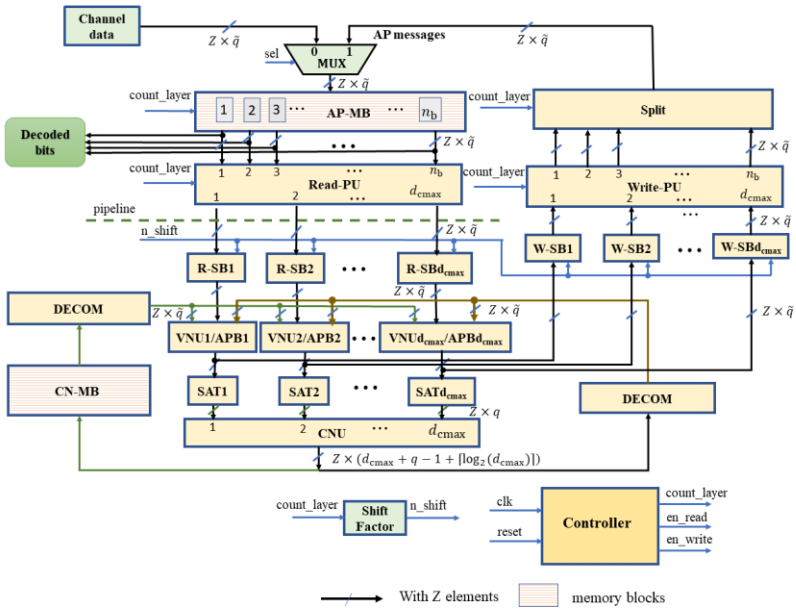 Channel data
Z × q̃
Z × q̃
AP messages
0 1
sel
MUX
Z × q̃
count_layer
1 2 3 ··· ··· n_b
AP-MB
count_layer
Split
Decoded bits
···
Z × q̃
Z × q̃
count_layer
1 2 3 ··· n_b
Read-PU
1 2 ··· d_cmax
count_layer
1 2 3 ··· n_b
Write-PU
1 2 ··· d_cmax
pipeline
n_shift
Z × q̃
Z × q̃
R-SB1
R-SB2
···
R-SBd_cmax
W-SB1
W-SB2
···
W-SBd_cmax
DECOM
Z × q̃
Z × q̃
Z × q̃
VNU1/APB1
VNU2/APB2
···
VNUd_cmax/APBd_cmax
CN-MB
SAT1
SAT2
···
SATd_cmax
DECOM
Z × q
1 2 ··· d_cmax
CNU
Z × (d_cmax + q − 1 + ⌈log_2(d_cmax)⌉)
count_layer
Shift Factor
n_shift
clk
reset
Controller
count_layer
en_read
en_write
With Z elements
memory blocks